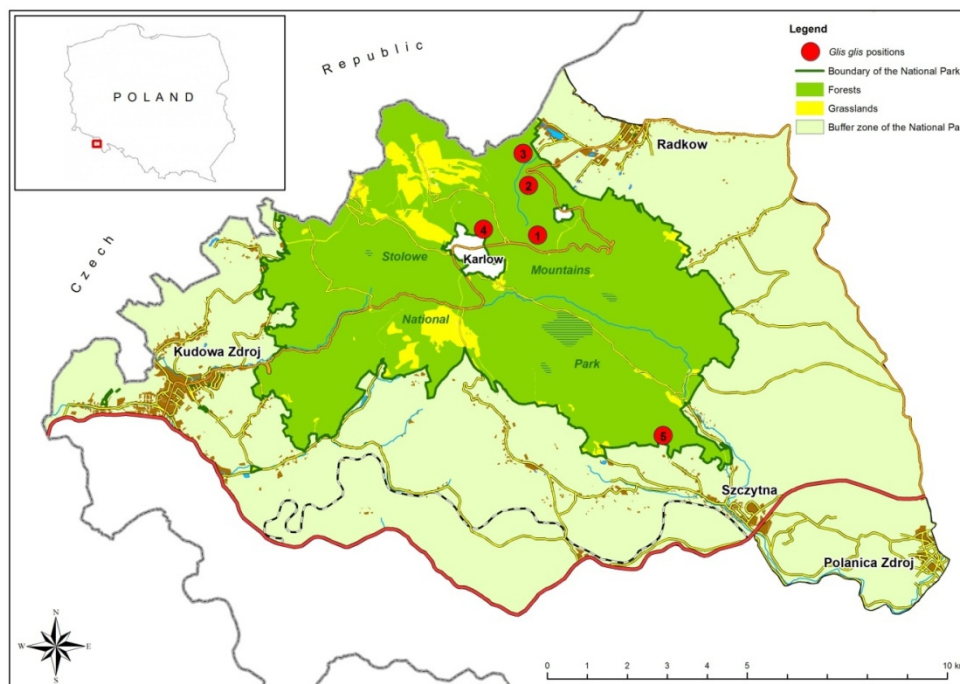 POLAND
Republic
Czech
Legend
Glis glis positions
Boundary of the National Park
Forests
Grasslands
Buffer zone of the National Pa
Radkow
3
2
1
4
Karlow
Stolowe
Mountains
National
Park
Kudowa Zdroj
5
Szczytna
Polanica Zdroj
N
W E
S
0 1 2 3 4 5 10 km